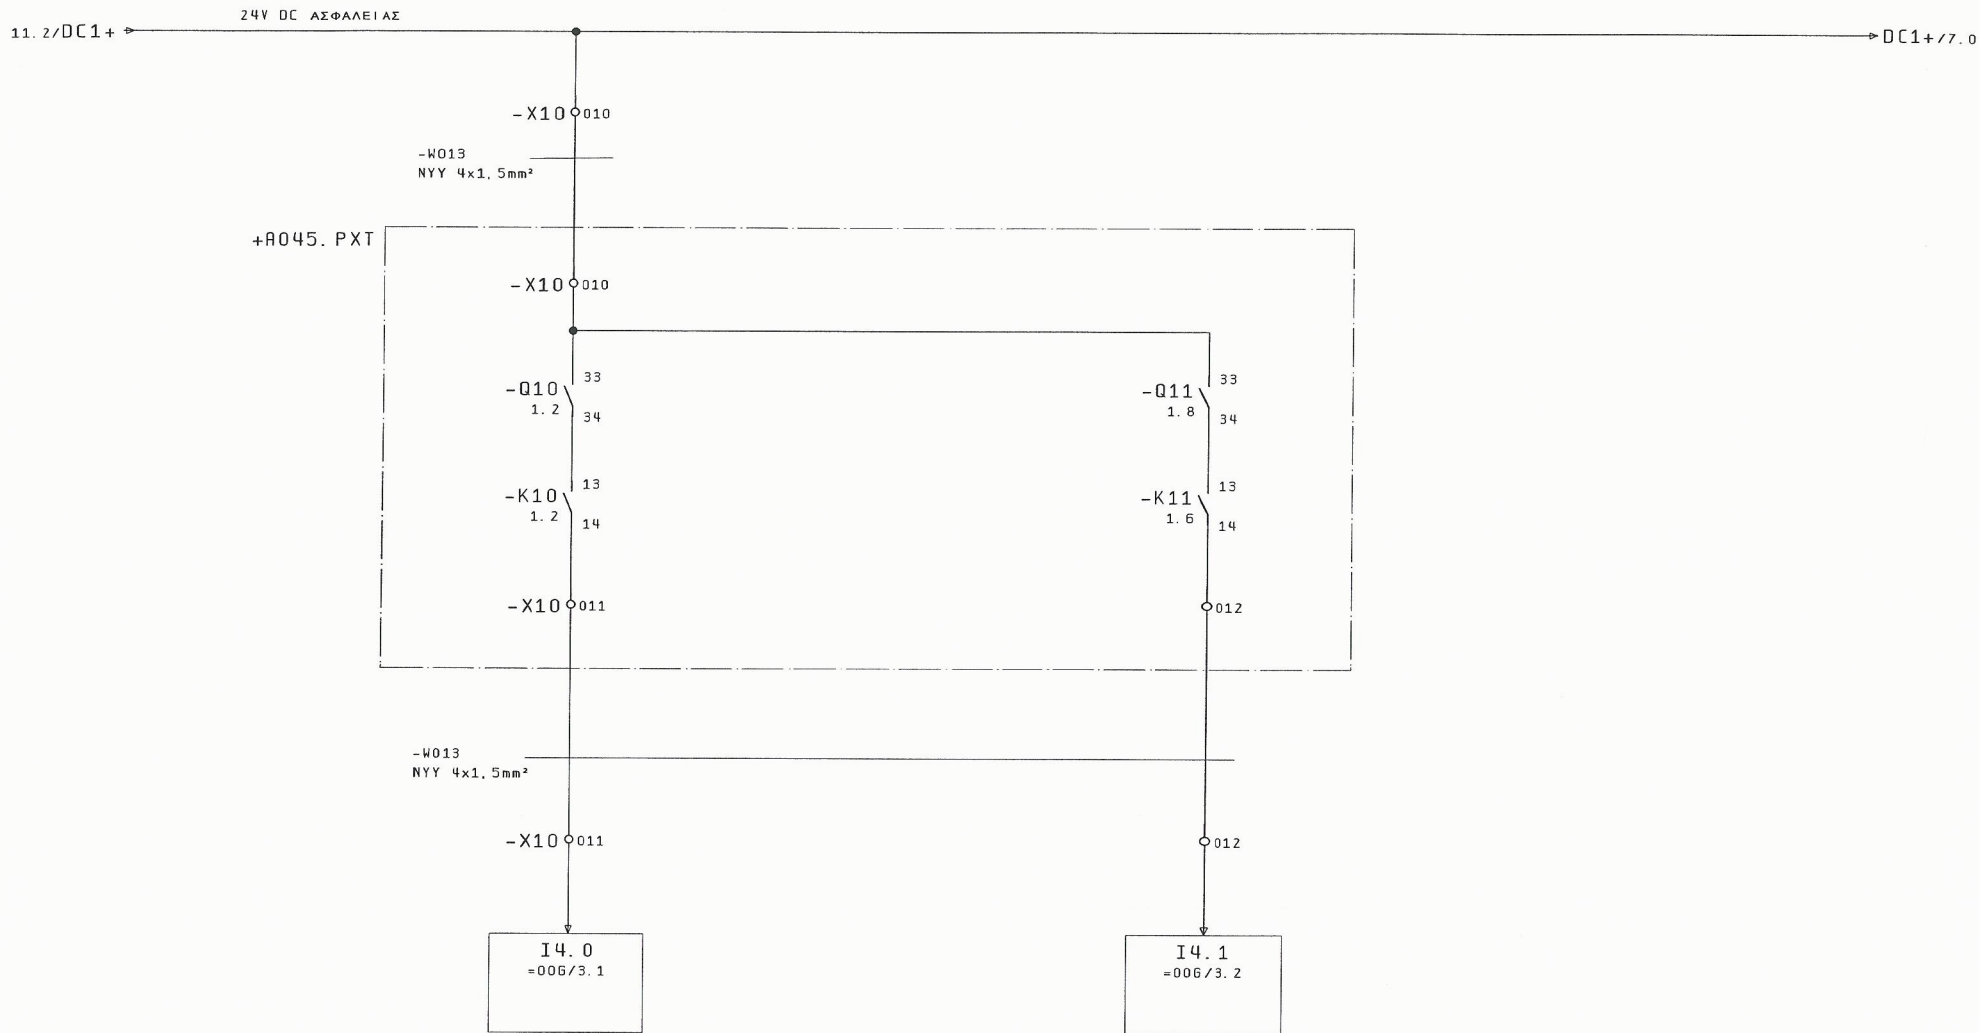 24V DC ΑΣΦΑΛΕΙΑΣ
11.2/DC1+
DC1+/7.0
-X10 010
-W013
NYY 4x1,5mm²
+A045.PXT
-X10 010
-Q10 33
1.2 34
-Q11 33
1.8 34
-K10 13
1.2 14
-K11 13
1.6 14
-X10 011
012
-W013
NYY 4x1,5mm²
-X10 011
012
I4.0
=006/3.1
I4.1
=006/3.2